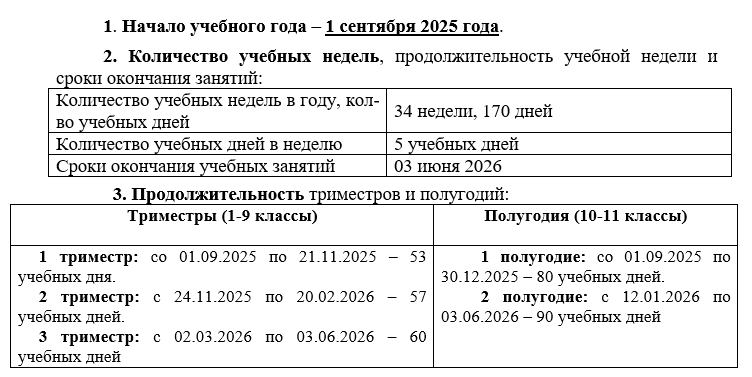 1. Начало учебного года – 1 сентября 2025 года.
2. Количество учебных недель, продолжительность учебной недели и
сроки окончания занятий:
Количество учебных недель в году, кол-
во учебных дней
34 недели, 170 дней
Количество учебных дней в неделю
5 учебных дней
Сроки окончания учебных занятий
03 июня 2026
3. Продолжительность триместров и полугодий:
Триместры (1-9 классы)
Полугодия (10-11 классы)
1 триместр: со 01.09.2025 по 21.11.2025 – 53
учебных дня.
2 триместр: с 24.11.2025 по 20.02.2026 – 57
учебных дней.
3 триместр: с 02.03.2026 по 03.06.2026 – 60
учебных дней
1 полугодие: со 01.09.2025 по
30.12.2025 – 80 учебных дней.
2 полугодие: с 12.01.2026 по
03.06.2026 – 90 учебных дней